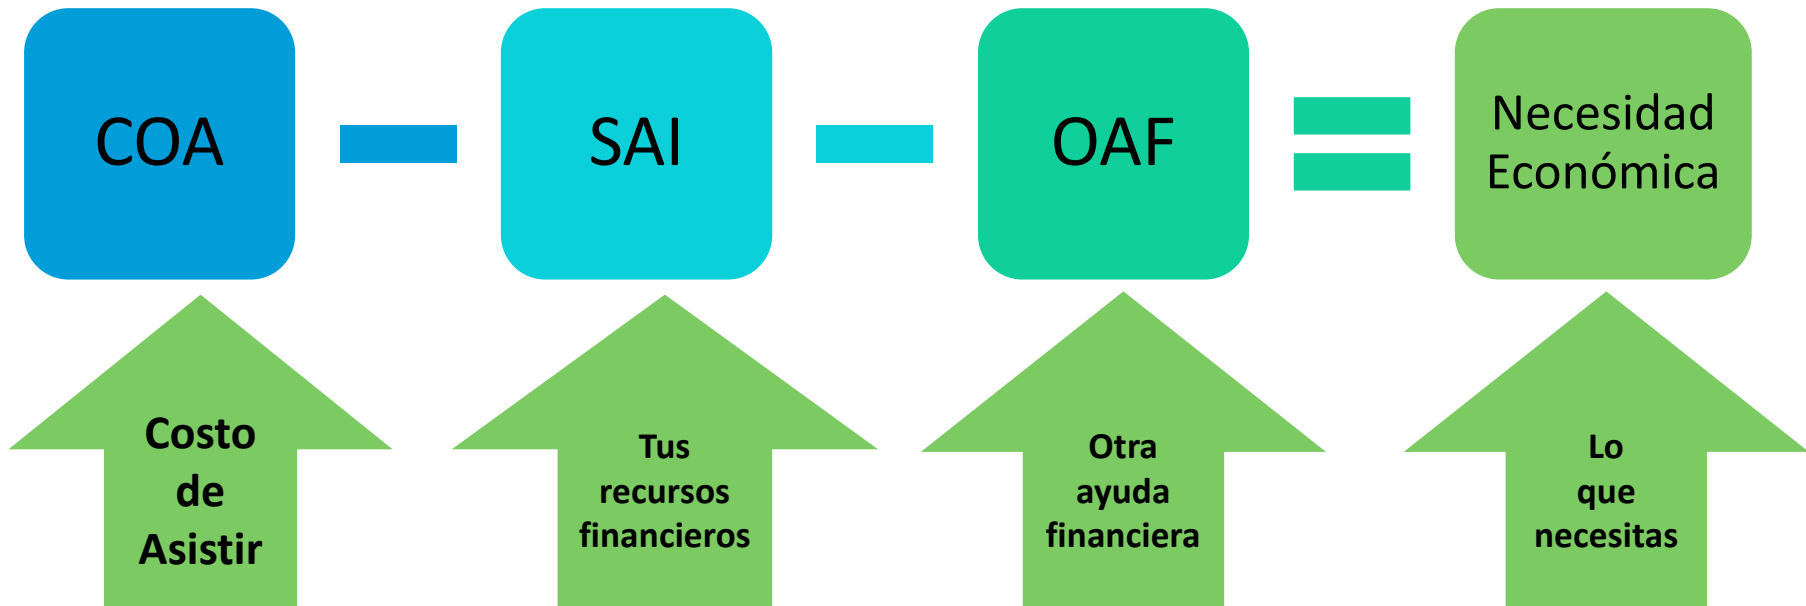 COA
SAI
OAF
Necesidad
Económica
Costo
de
Asistir
Tus
recursos
financieros
Otra
ayuda
financiera
Lo
que
necesitas